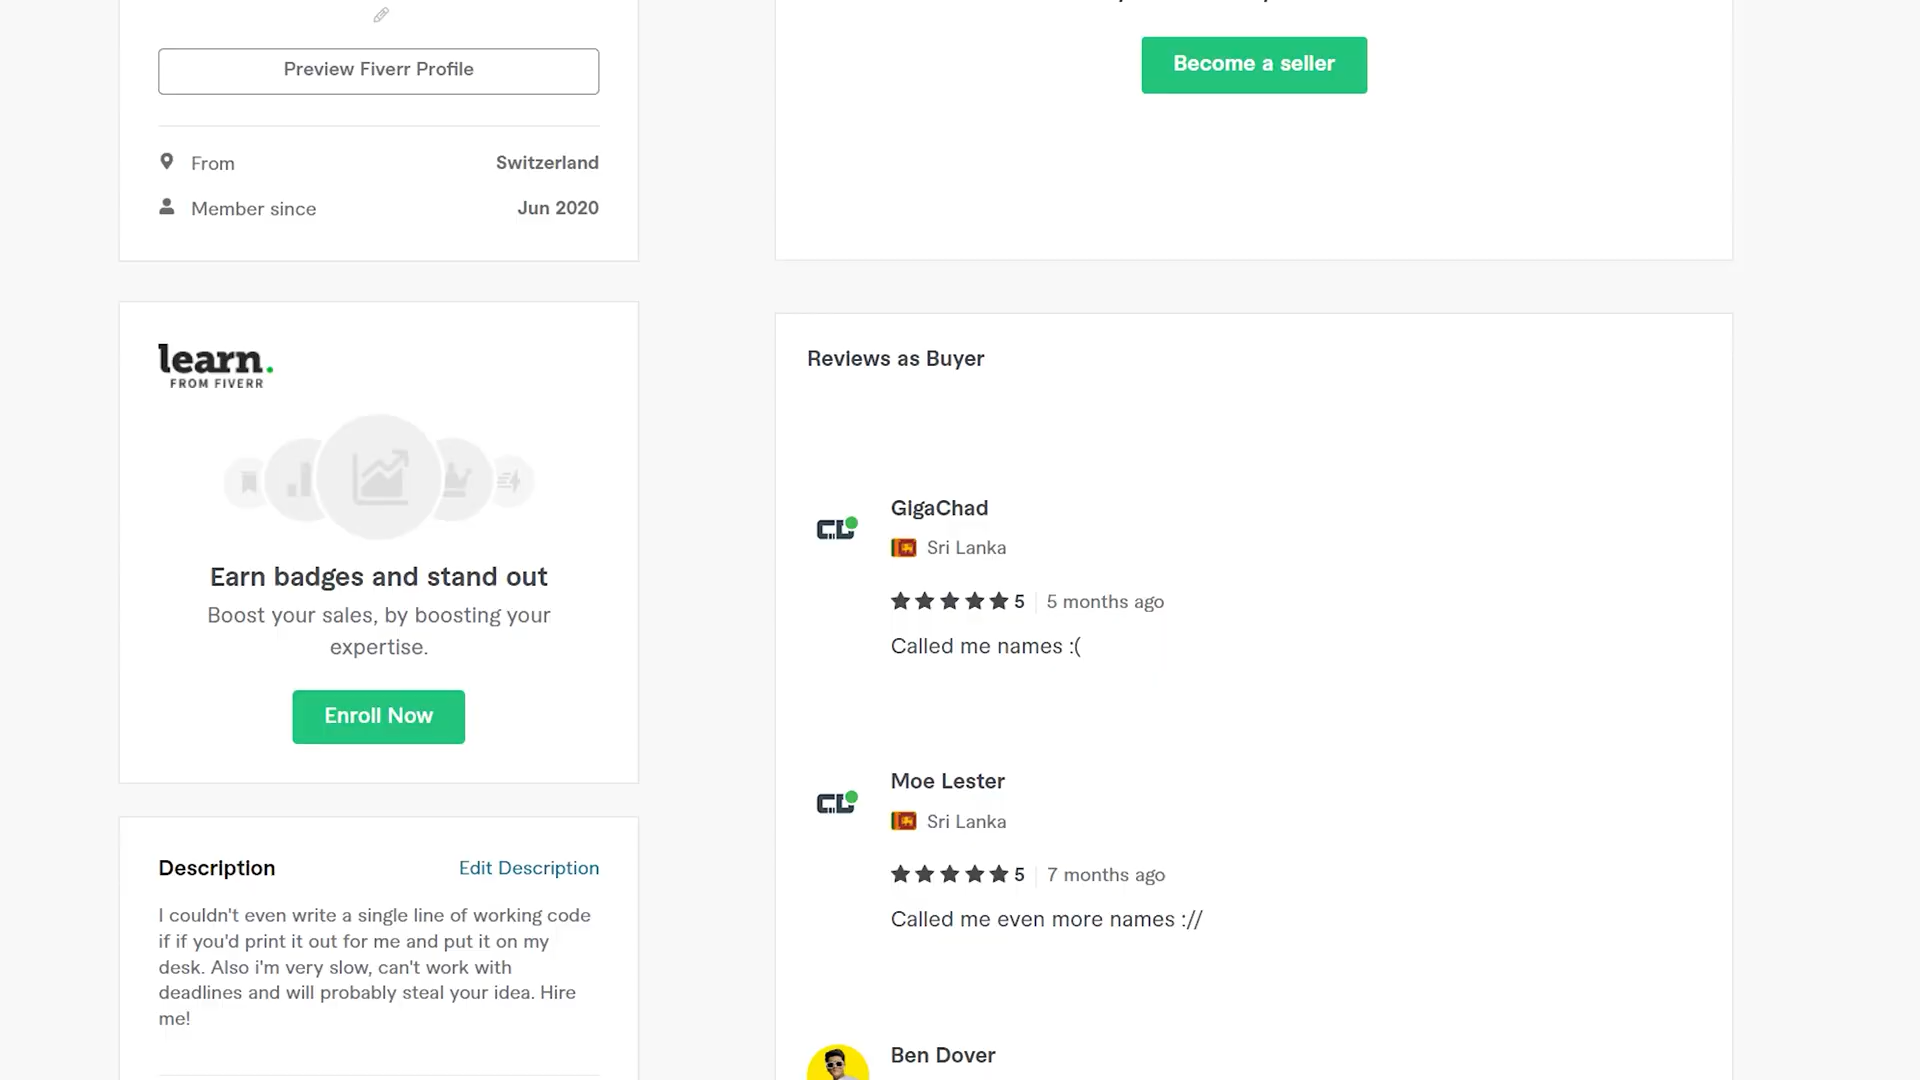 Preview Fiverr Profile
From Switzerland
Member since Jun 2020
learn.
FROM FIVERR
Earn badges and stand out
Boost your sales, by boosting your
expertise.
Enroll Now
Description Edit Description
I couldn't even write a single line of working code
if if you'd print it out for me and put it on my
desk. Also i'm very slow, can't work with
deadlines and will probably steal your idea. Hire
me!
Become a seller
Reviews as Buyer
GigaChad
Sri Lanka
5 5 months ago
Called me names :(
Moe Lester
Sri Lanka
5 7 months ago
Called me even more names ://
Ben Dover